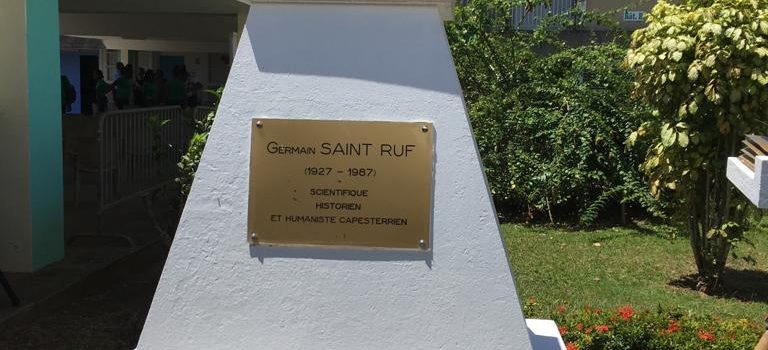 GERMAIN SAINT RUF
(1927 - 1987)
SCIENTIFIQUE
HISTORIEN
ET HUMANISTE CAPESTERRIEN